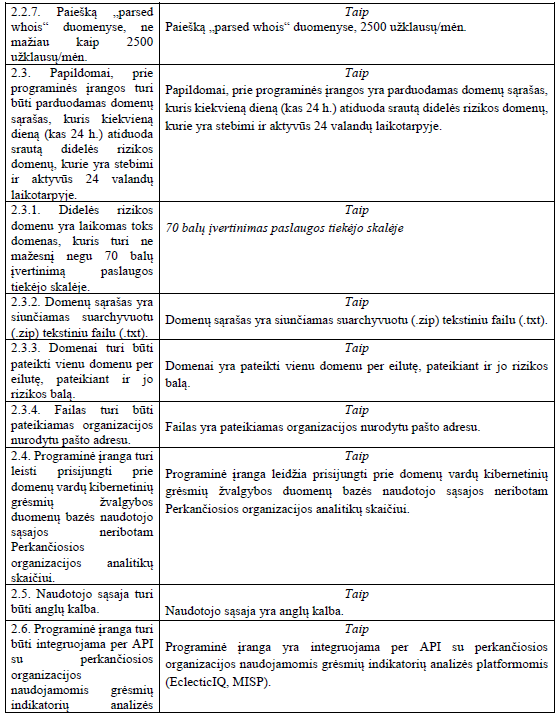 2.2.7. Paiešką „parsed
whois“ duomenyse, ne
mažiau kaip 2500
užklausų/mėn.
Taip
Paiešką „parsed whois“ duomenyse, 2500 užklausų/mėn.
2.3. Papildomai, prie
programinės įrangos turi
būti parduodamas domenų
sąrašas, kuris kiekvieną
dieną (kas 24 h.) atiduoda
srautą didelės rizikos
domenų, kurie yra stebimi
ir aktyvūs 24 valandų
laikotarpyje.
Taip
Papildomai, prie programinės įrangos yra parduodamas domenų sąrašas,
kuris kiekvieną dieną (kas 24 h.) atiduoda srautą didelės rizikos domenų,
kurie yra stebimi ir aktyvūs 24 valandų laikotarpyje.
2.3.1. Didelės rizikos
domenu yra laikomas toks
domenas, kuris turi ne
mažesnį negu 70 balų
įvertinimą paslaugos
tiekėjo skalėje.
Taip
70 balų įvertinimas paslaugos tiekėjo skalėje
2.3.2. Domenų sąrašas yra
siunčiamas suarchyvuotu
(.zip) tekstiniu failu (.txt).
Taip
Domenų sąrašas yra siunčiamas suarchyvuotu (.zip) tekstiniu failu (.txt).
2.3.3. Domenai turi būti
pateikti vienu domenu per
eilutę, pateikiant ir jo rizikos
balą.
Taip
Domenai yra pateikti vienu domenu per eilutę, pateikiant ir jo rizikos
balą.
2.3.4. Failas turi būti
pateikiamas organizacijos
nurodytu pašto adresu.
Taip
Failas yra pateikiamas organizacijos nurodytu pašto adresu.
2.4. Programinė įranga turi
leisti prisijungti prie
domenų vardų kibernetinių
grėsmių žvalgybos
duomenų bazės naudotojo
sąsajos neribotam
Perkančiosios
organizacijos analitikų
skaičiui.
Taip
Programinė įranga leidžia prisijungti prie domenų vardų kibernetinių
grėsmių žvalgybos duomenų bazės naudotojo sąsajos neribotam
Perkančiosios organizacijos analitikų skaičiui.
2.5. Naudotojo sąsaja turi
būti anglų kalba.
Taip
Naudotojo sąsaja yra anglų kalba.
2.6. Programinė įranga turi
būti integruojama per API
su perkančiosios
organizacijos
naudojamomis grėsmių
indikatorių analizės
Taip
Programinė įranga yra integruojama per API su perkančiosios
organizacijos naudojamomis grėsmių indikatorių analizės platformomis
(EclecticIQ, MISP).